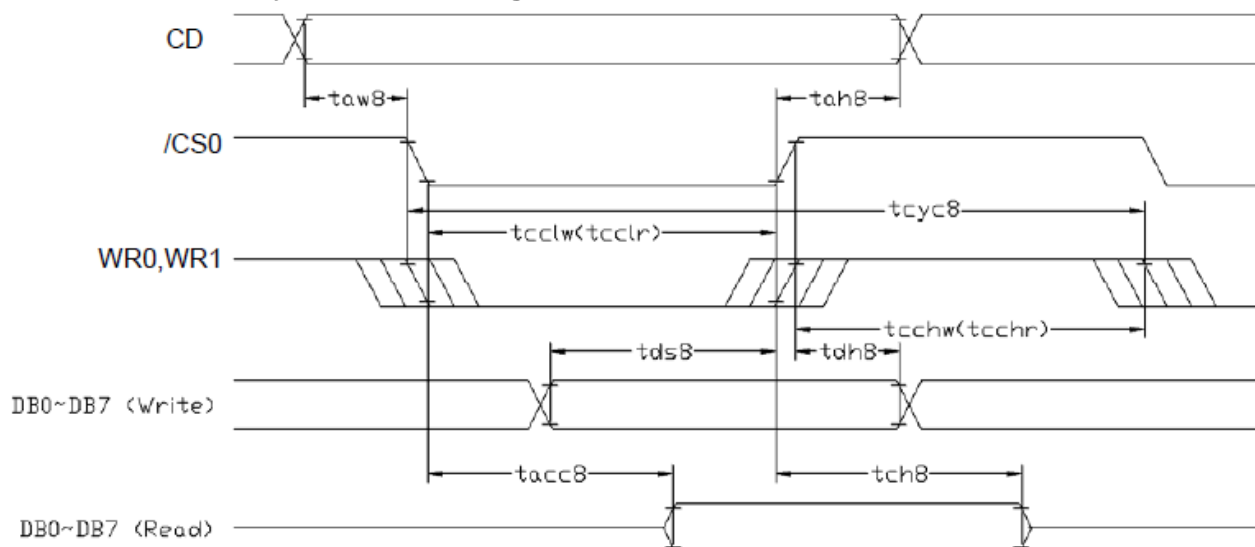 CD
taw8
tah8
/CS0
tcyc8
tcclw(tcclr)
WR0,WR1
tcchw(tcchr)
tds8
tdh8
DB0~DB7 (Write)
tacc8
tch8
DB0~DB7 (Read)